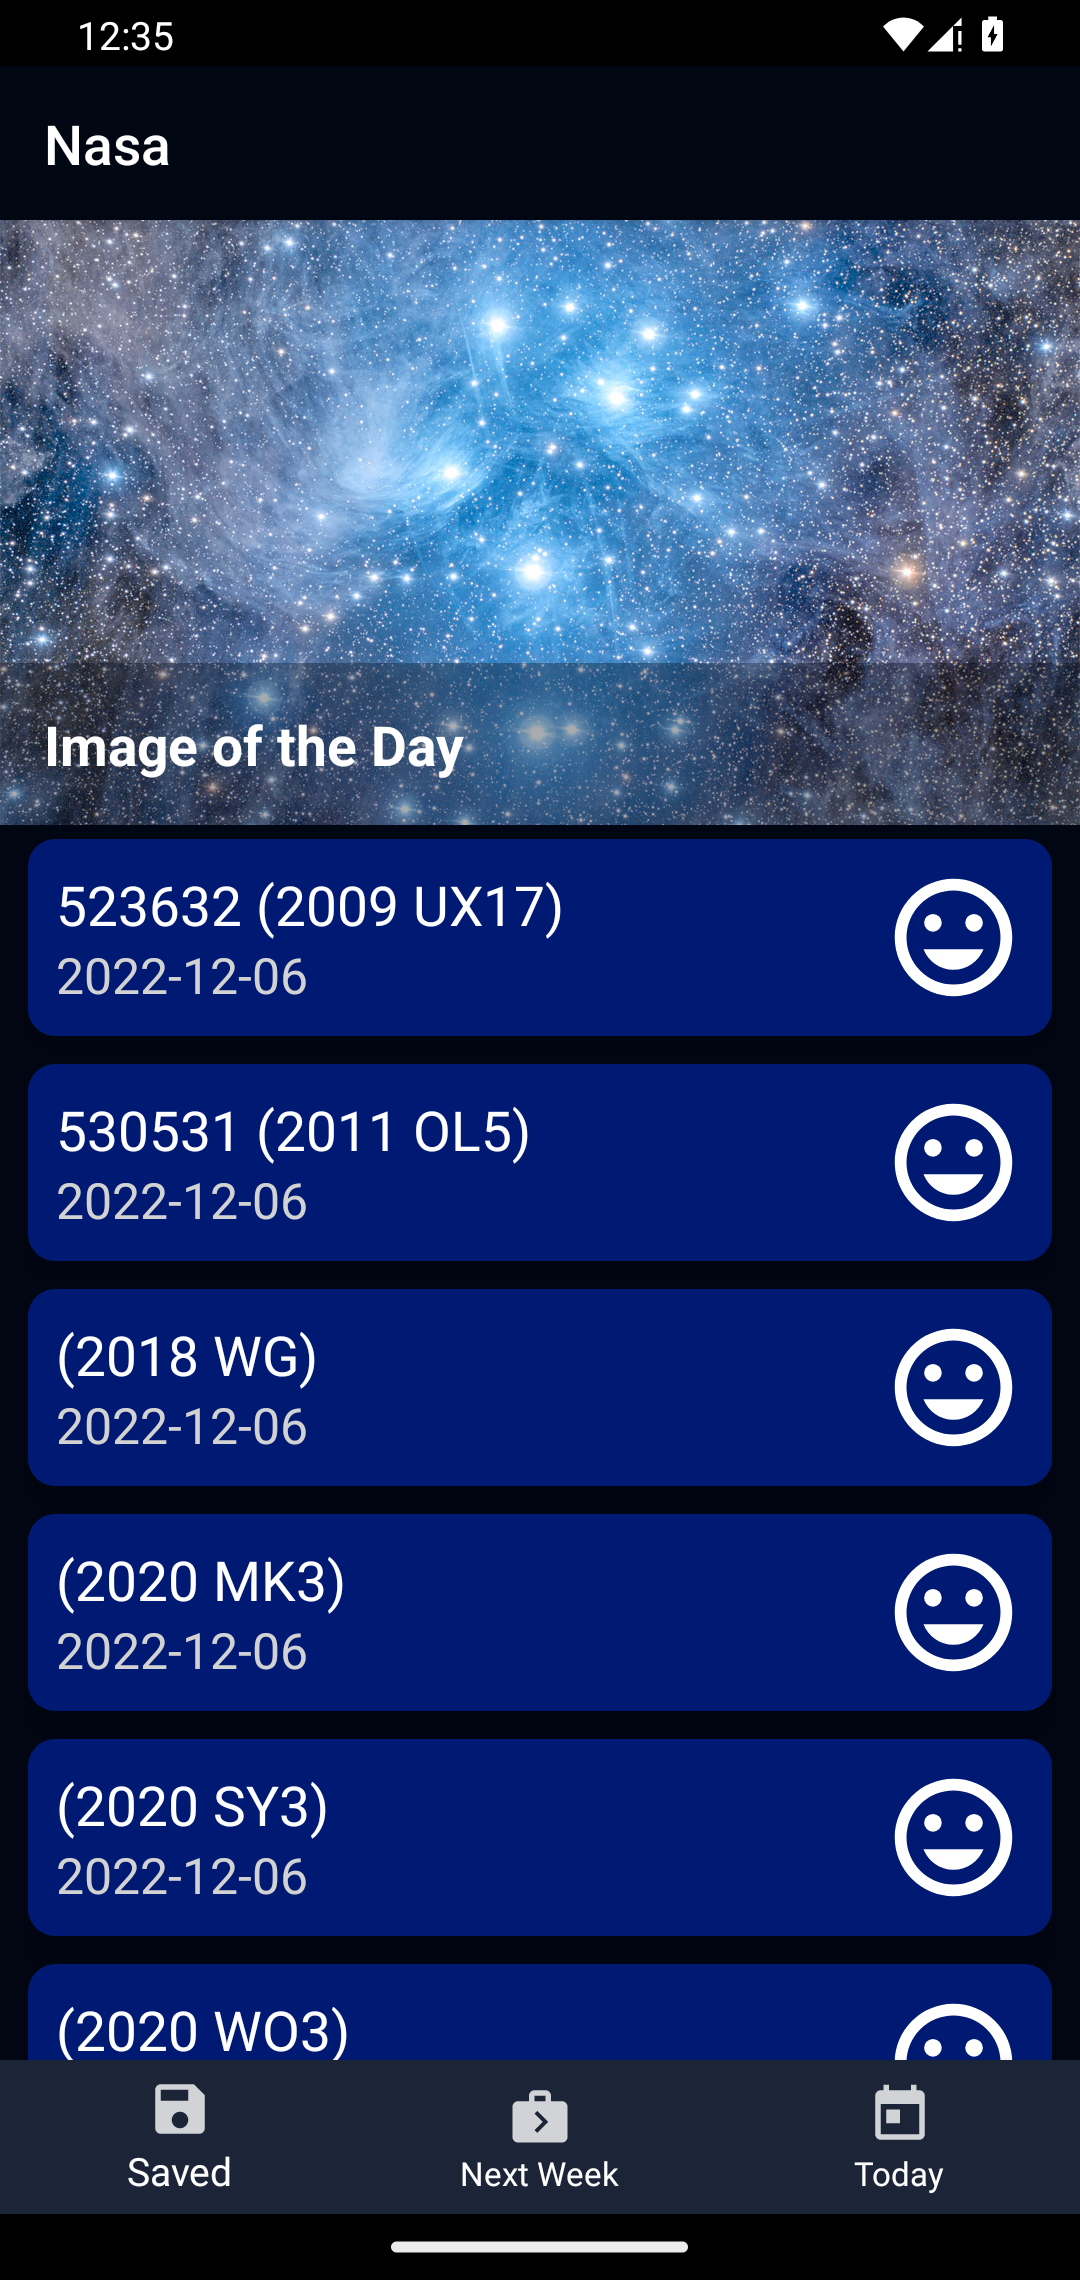 12:35
Nasa
Image of the Day
523632 (2009 UX17)
2022-12-06
530531 (2011 OL5)
2022-12-06
(2018 WG)
2022-12-06
(2020 MK3)
2022-12-06
(2020 SY3)
2022-12-06
(2020 WO3)
Saved
Next Week
Today